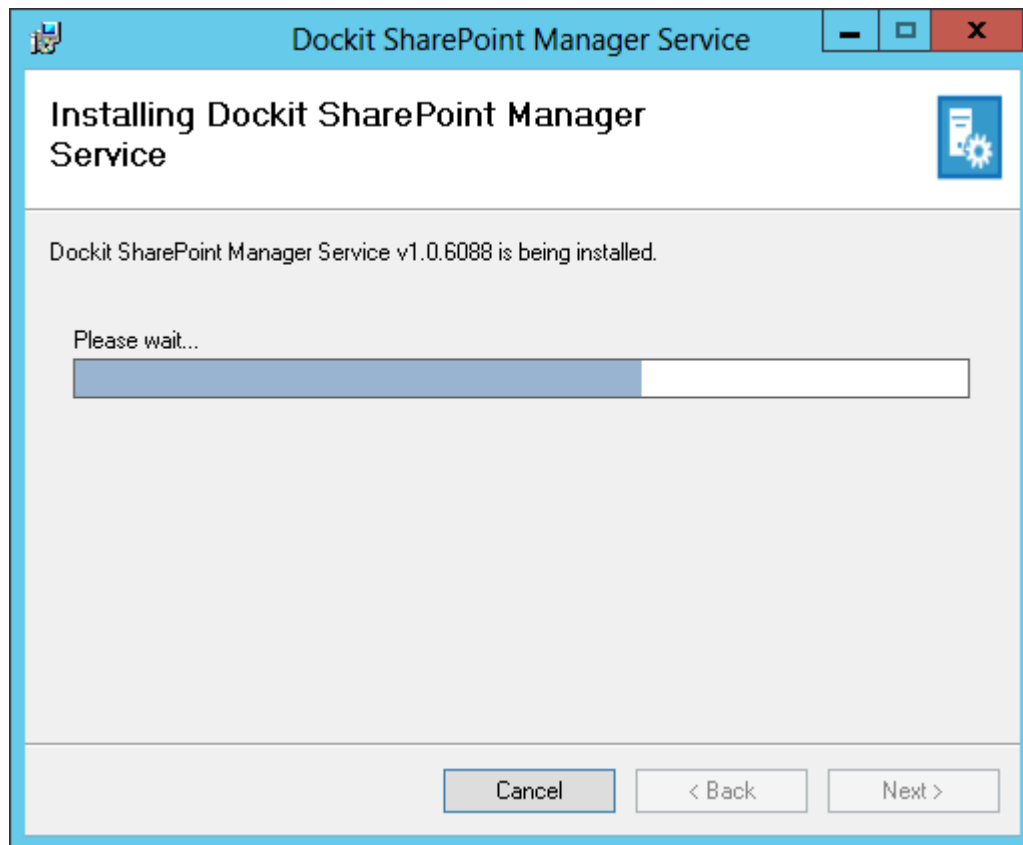 Dockit SharePoint Manager Service
Installing Dockit SharePoint Manager
Service
Dockit SharePoint Manager Service v1.0.6088 is being installed.
Please wait...
Cancel
< Back
Next >